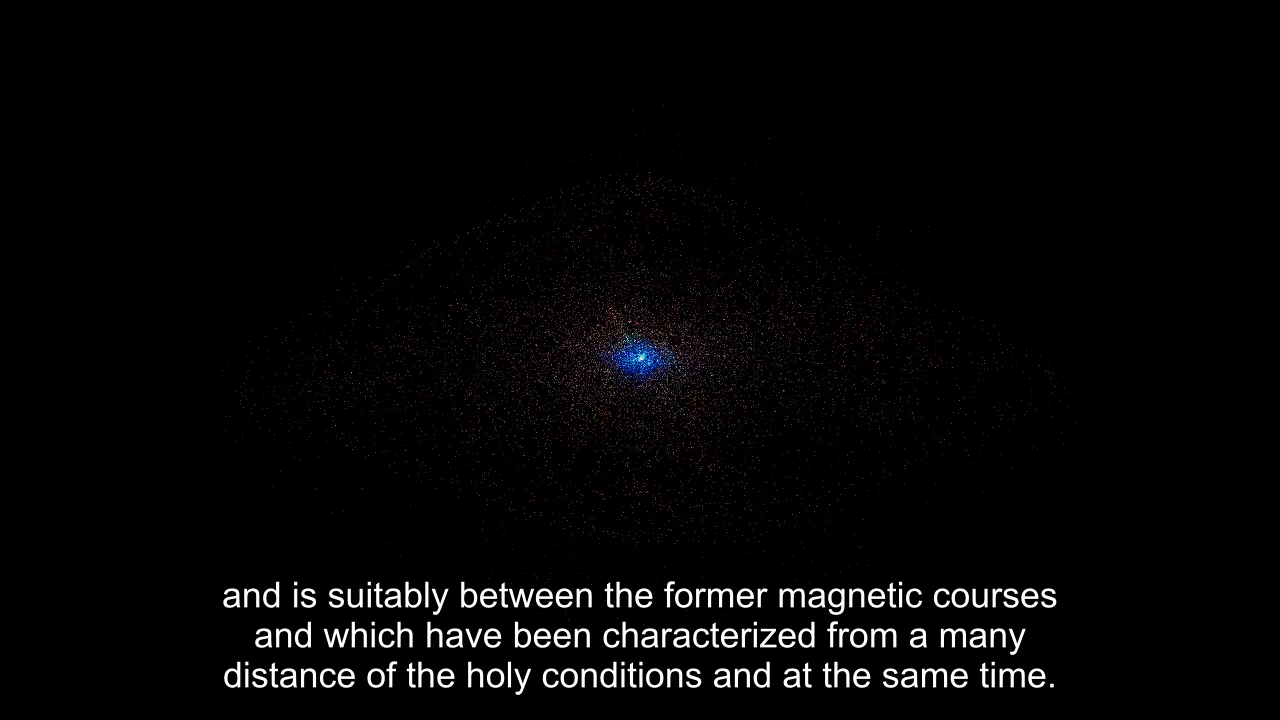 and is suitably between the former magnetic courses
and which have been characterized from a many
distance of the holy conditions and at the same time.